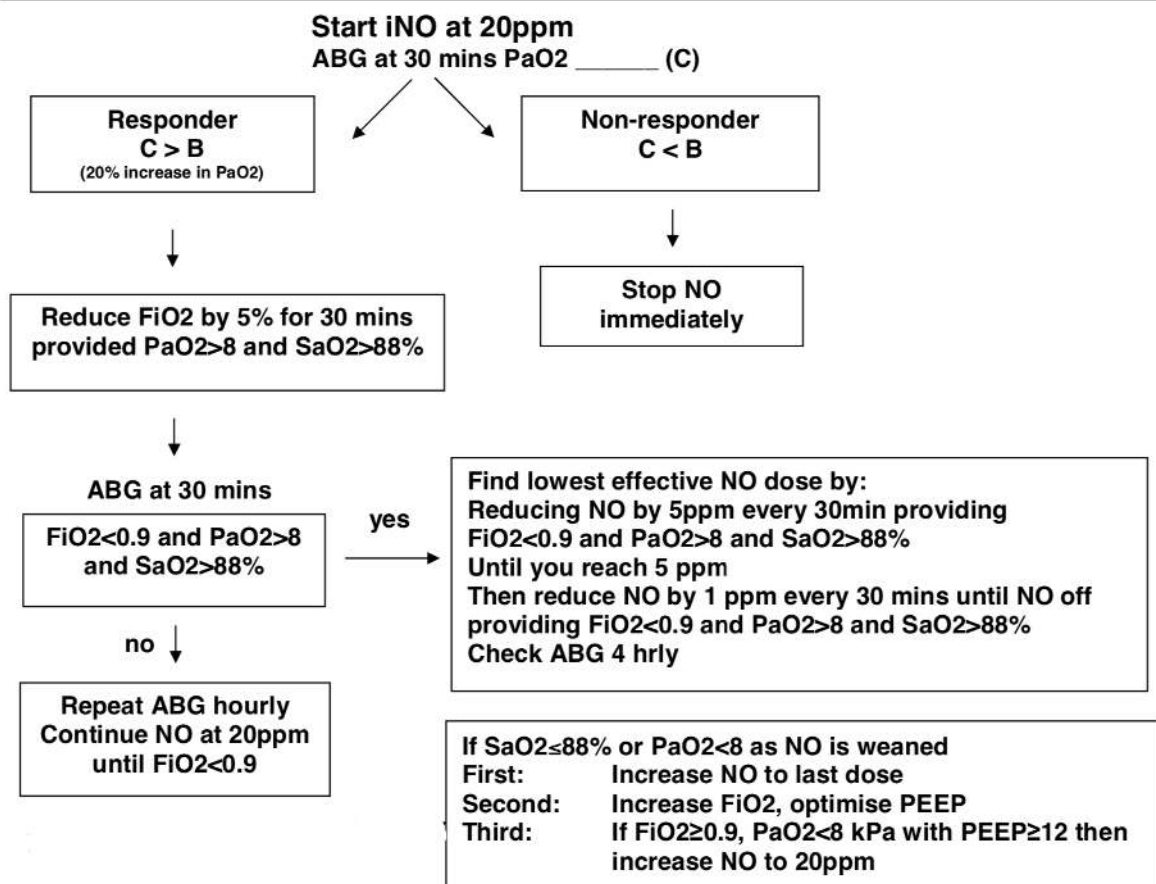 Start iNO at 20ppm
ABG at 30 mins PaO2 ______ (C)
Responder
C > B
(20% increase in PaO2)
Non-responder
C < B
Reduce FiO2 by 5% for 30 mins
provided PaO2>8 and SaO2>88%
Stop NO
immediately
ABG at 30 mins
FiO2<0.9 and PaO2>8
and SaO2>88%
yes
Find lowest effective NO dose by:
Reducing NO by 5ppm every 30min providing
FiO2<0.9 and PaO2>8 and SaO2>88%
Until you reach 5 ppm
Then reduce NO by 1 ppm every 30 mins until NO off
providing FiO2<0.9 and PaO2>8 and SaO2>88%
Check ABG 4 hrly
no
Repeat ABG hourly
Continue NO at 20ppm
until FiO2<0.9
If SaO2≤88% or PaO2<8 as NO is weaned
First: Increase NO to last dose
Second: Increase FiO2, optimise PEEP
Third: If FiO2≥0.9, PaO2<8 kPa with PEEP≥12 then
increase NO to 20ppm